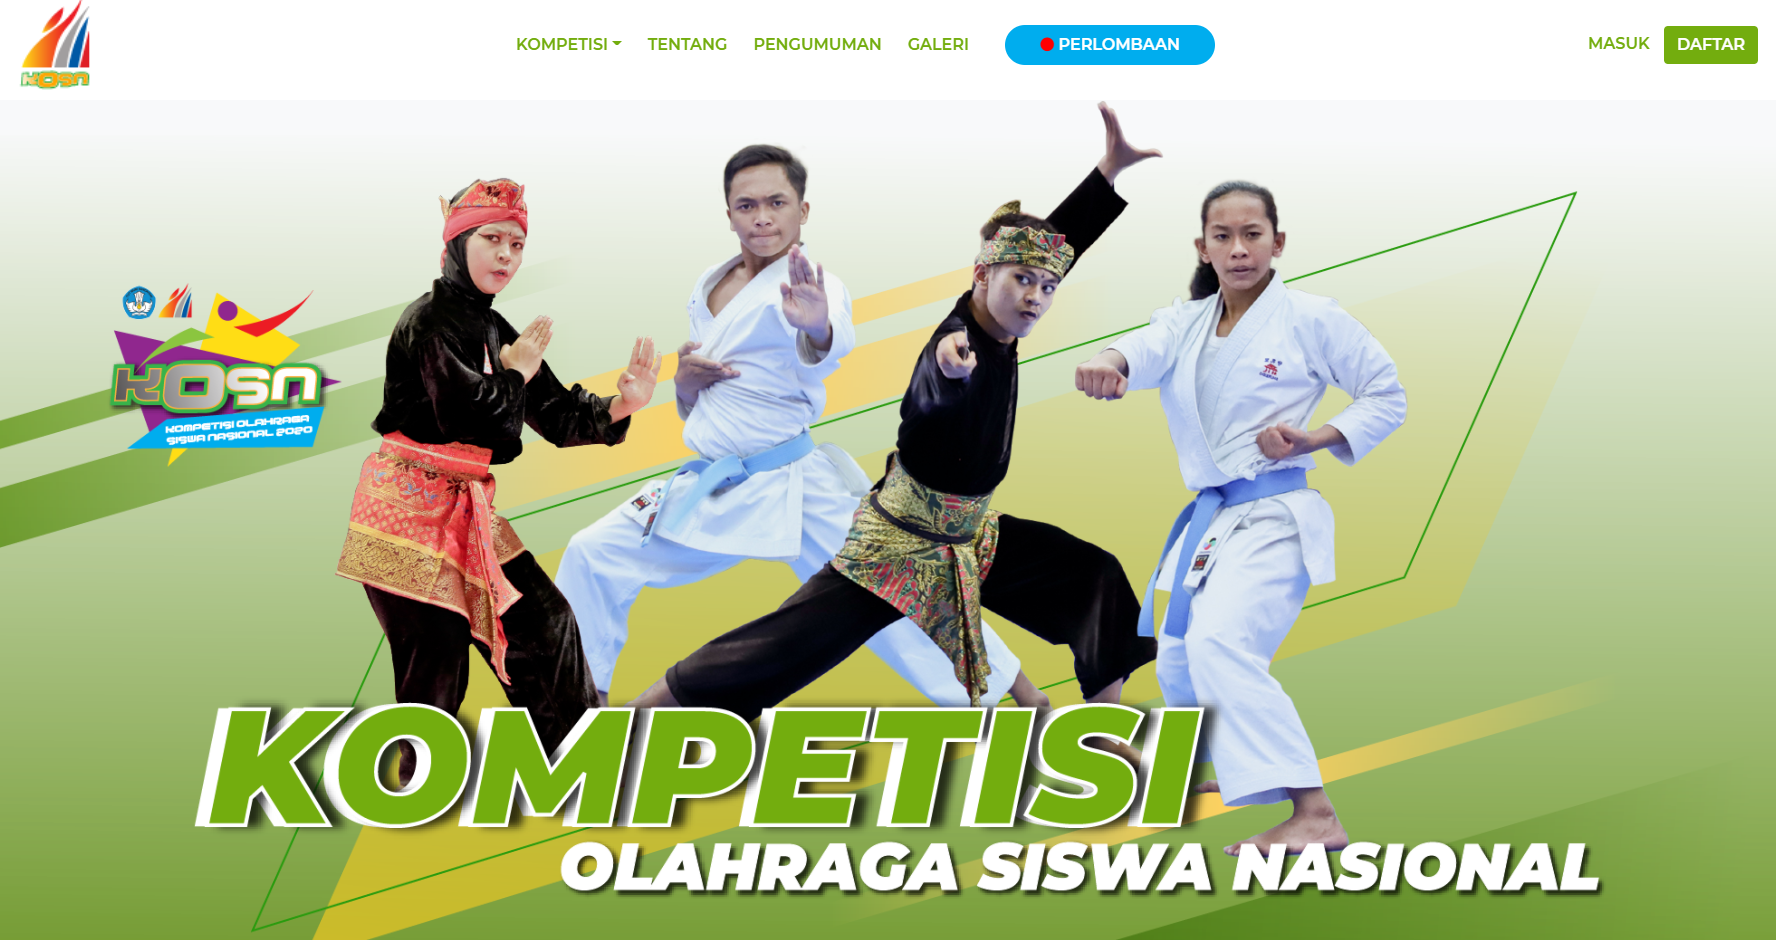 KOSN
KOMPETISI
TENTANG
PENGUMUMAN
GALERI
PERLOMBAAN
MASUK
DAFTAR
KOSN
KOMPETISI OLAHRAGA
SISWA NASIONAL 2020
KOMPETISI
OLAHRAGA SISWA NASIONAL